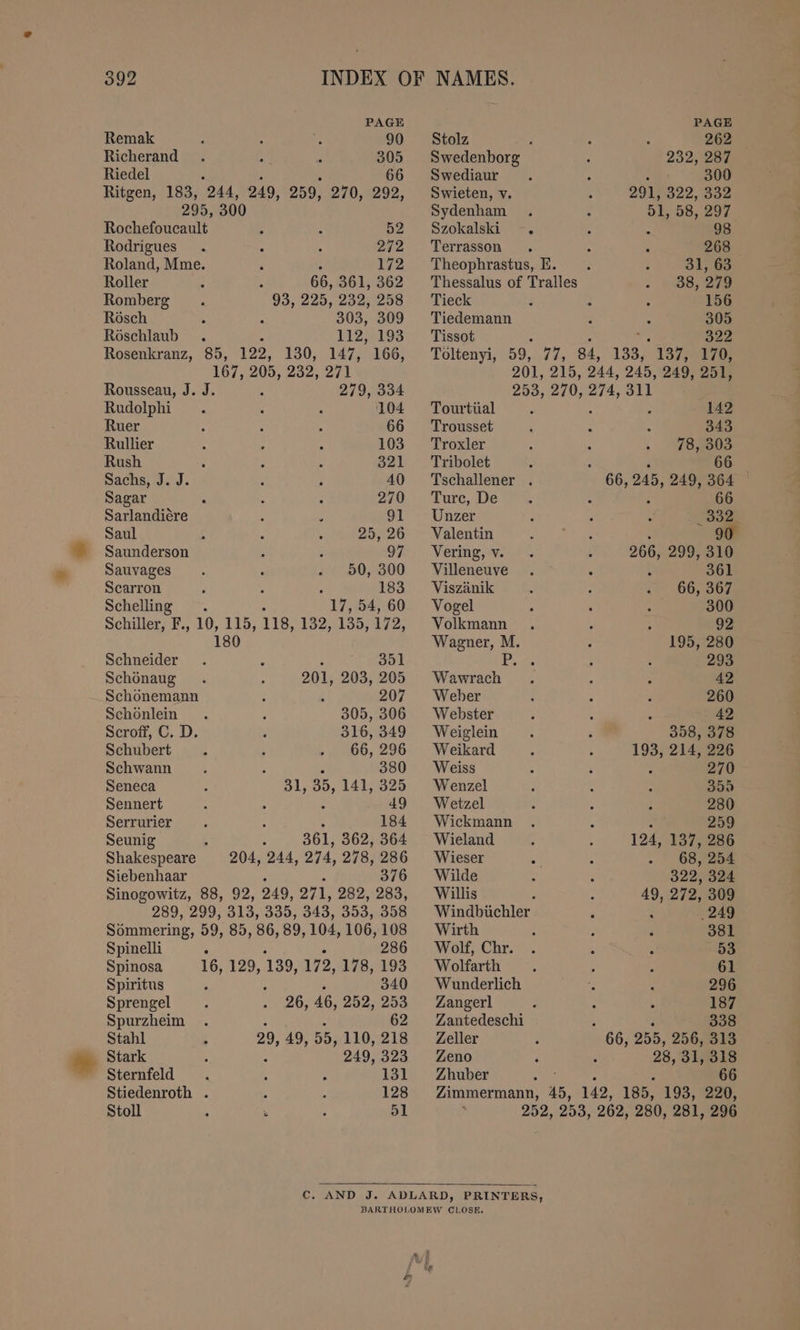 392 INDEX OF NAMES.
PAGE
Remak . . . 90
Richerand . . . 305
Riedel . . . 66
Ritgen, 183, 244, 249, 259, 270, 292,
295, 300
Rochefoucault . . 52
Rodrigues . . . 272
Roland, Mme. . . 172
Roller . . 66, 361, 362
Romberg . 93, 225, 232, 258
Rösch . . 303, 309
Röschlaub . . 112, 193
Rosenkranz, 85, 122, 130, 147, 166,
167, 205, 232, 271
Rousseau, J. J. . 279, 334
Rudolphi . . . 104
Ruer . . . 66
Rullier . . . 103
Rush . . . 321
Sachs, J. J. . . 40
Sagar . . . 270
Sarlandiére . . 91
Saul . . . 25, 26
Saunderson . . 97
Sauvages . . . 50, 300
Scarron . . . 183
Schelling . . 17, 54, 60
Schiller, F., 10, 115, 118, 132, 135, 172,
180
Schneider . . . 351
Schönaug . . 201, 203, 205
Schönemann . . 207
Schönlein . . 305, 306
Scroff, C. D. . 316, 349
Schubert . . . 66, 296
Schwann . . . 380
Seneca . 31, 35, 141, 325
Sennert . . . 49
Serrurier . . . 184
Seunig . . 361, 362, 364
Shakespeare 204, 244, 274, 278, 286
Siebenhaar . . 376
Sinogowitz, 88, 92, 249, 271, 282, 283,
289, 299, 313, 335, 343, 353, 358
Sömmering, 59, 85, 86, 89, 104, 106, 108
Spinelli . . . 286
Spinosa 16, 129, 139, 172, 178, 193
Spiritus . . . 340
Sprengel . . 26, 46, 252, 253
Spurzheim . . . 62
Stahl . 29, 49, 55, 110, 218
Stark . . 249, 323
Sternfeld . . . 131
Stiedenroth . . . 128
Stoll . . . 51
PAGE
Stolz . . . 262
Swedenborg . 232, 287
Swediaur . . . 300
Swieten, v. . 291, 322, 332
Sydenham . . 51, 58, 297
Szokalski . . . 98
Terrasson . . . 268
Theophrastus, E. . . 31, 63
Thessalus of Tralles . 38, 279
Tieck . . . 156
Tiedemann . . 305
Tissot . . . 322
Töltenyi, 59, 77, 84, 133, 137, 170,
201, 215, 244, 245, 249, 251,
253, 270, 274, 311
Tourtüal . . . 142
Trousset . . . 343
Troxler . . . 78, 303
Tribolet . . . 66
Tschallener . 66, 245, 249, 364
Turc, De . . . 66
Unzer . . . 332
Valentin . . . 90
Vering, v. . . 266, 299, 310
Villeneuve . . . 361
Viszänik . . . 66, 367
Vogel . . . 300
Volkmann . . . 92
Wagner, M. . 195, 280
P. . . . 293
Wawrach . . . 42
Weber . . . 260
Webster . . . 42
Weiglein . . 358, 378
Weikard . . 193, 214, 226
Weiss . . . 270
Wenzel . . . 355
Wetzel . . . 280
Wickmann . . . 259
Wieland . . 124, 137, 286
Wieser . . . 68, 254
Wilde . . 322, 324
Willis . . 49, 272, 309
Windbüchler . . 249
Wirth . . . 381
Wolf, Chr. . . . 53
Wolfarth . . . 61
Wunderlich . . 296
Zangerl . . . 187
Zantedeschi . . 338
Zeller . 66, 255, 256, 313
Zeno . . 28, 31, 318
Zhuber . . . 66
Zimmermann, 45, 142, 185, 193, 220,
252, 253, 262, 280, 281, 296
C. AND J. ADLARD, PRINTERS,
BARTHOLOMEW CLOSE.